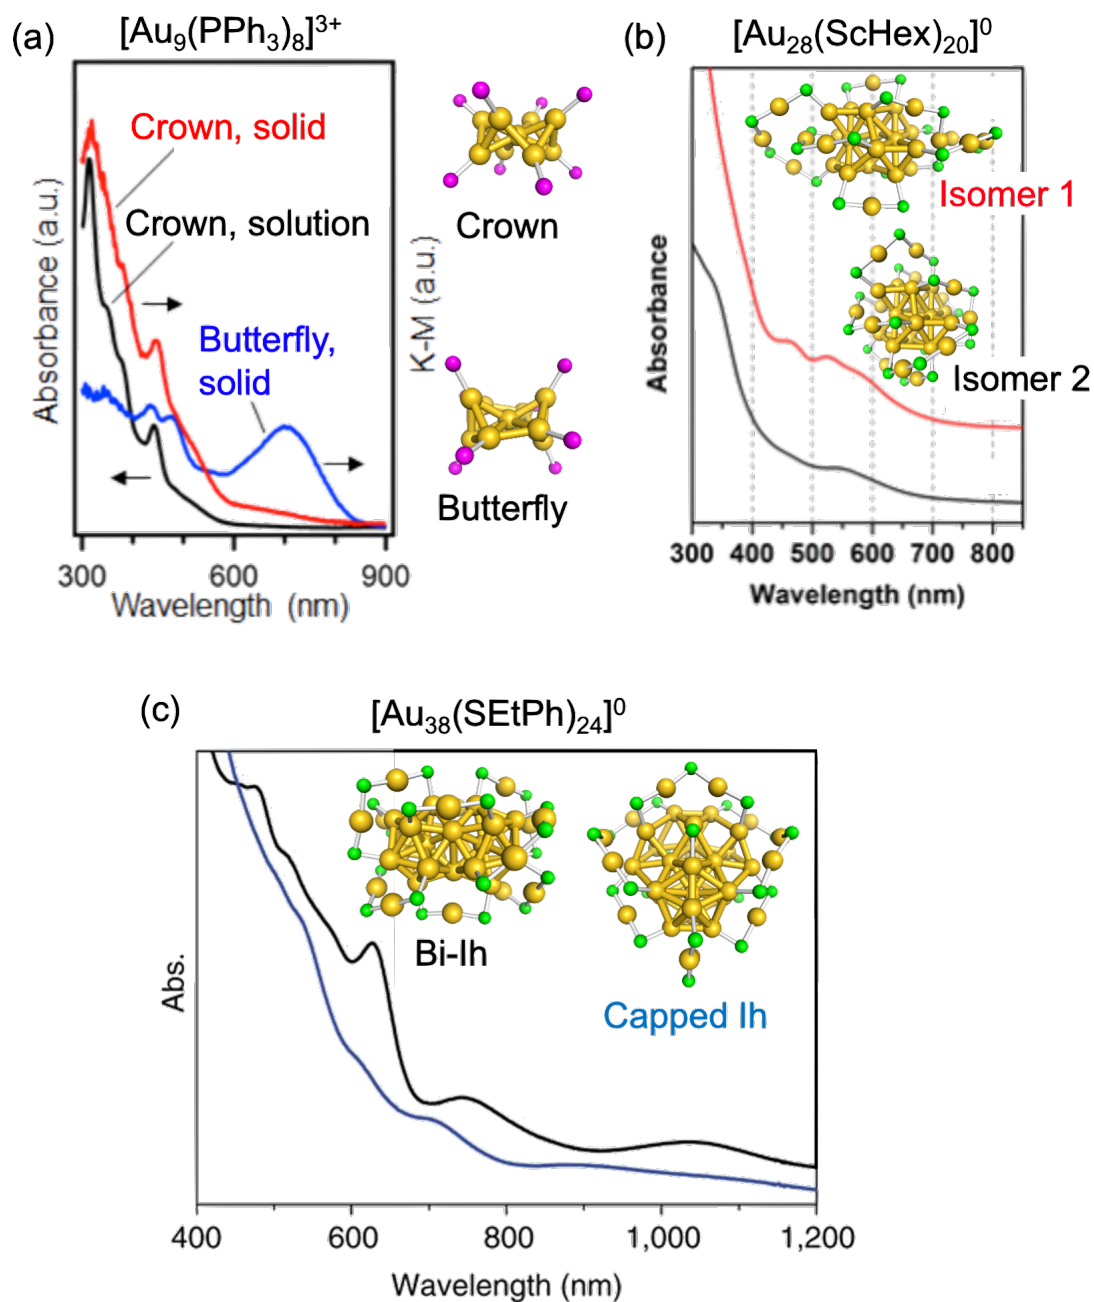 (a)
[Au₉(PPh₃)₈]³⁺
Crown, solid
Crown, solution
Butterfly,
solid
Absorbance (a.u.)
K-M (a.u.)
300
600
900
Wavelength (nm)
Crown
Butterfly
(b)
[Au₂₈(ScHex)₂₀]⁰
Isomer 1
Isomer 2
Absorbance
300
400
500
600
700
800
Wavelength (nm)
(c)
[Au₃₈(SEtPh)₂₄]⁰
Bi-Ih
Capped Ih
Abs.
400
600
800
1,000
1,200
Wavelength (nm)